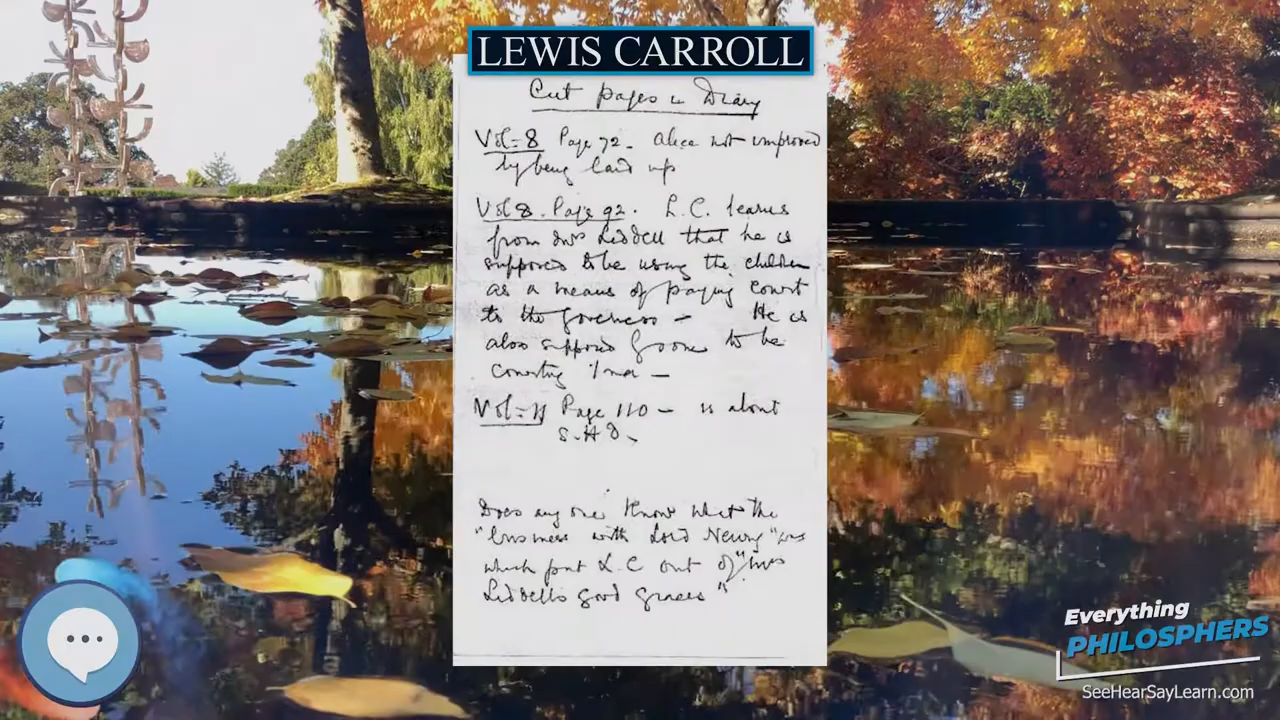 LEWIS CARROLL
Cut Pages in Diary
Vol: 8 Page 72. Alice not improved
by being laid up
Vol 8. Page 92. L.C. learns
from Mrs Liddell that he is
supposed to be using the children
as a means of paying court
to the governess — He is
also supposed by some to be
courting Ina —
Vol: 11 Page 110 — is about
Does any one know what the
"business with Lord Newry" was
which put L.C out of "Mrs
Liddell's good graces"
Everything
PHILOSPHERS
SeeHearSayLearn.com